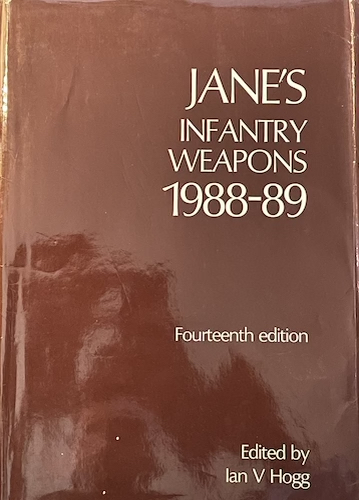 JANE'S
INFANTRY
WEAPONS
1988-89
Fourteenth edition
Edited by
Ian V Hogg